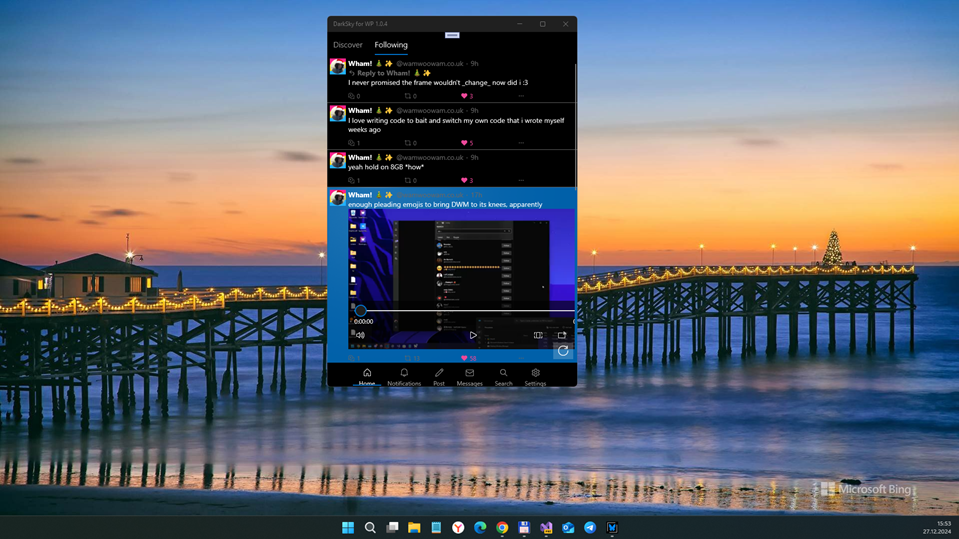 DarkSky for WP 1.0.4
Discover Following
Wham! @wamwoowam.co.uk · 9h
Reply to Wham!
I never promised the frame wouldn't _change_ now did i :3
0 0 3 ...
Wham! @wamwoowam.co.uk · 9h
I love writing code to bait and switch my own code that i wrote myself
weeks ago
1 0 5 ...
Wham! @wamwoowam.co.uk · 9h
yeah hold on 8GB *how*
1 0 3 ...
Wham!
enough pleading emojis to bring DWM to its knees, apparently
0:00:00
Home Notifications Post Messages Search Settings
Microsoft Bing
15:53
27.12.2024